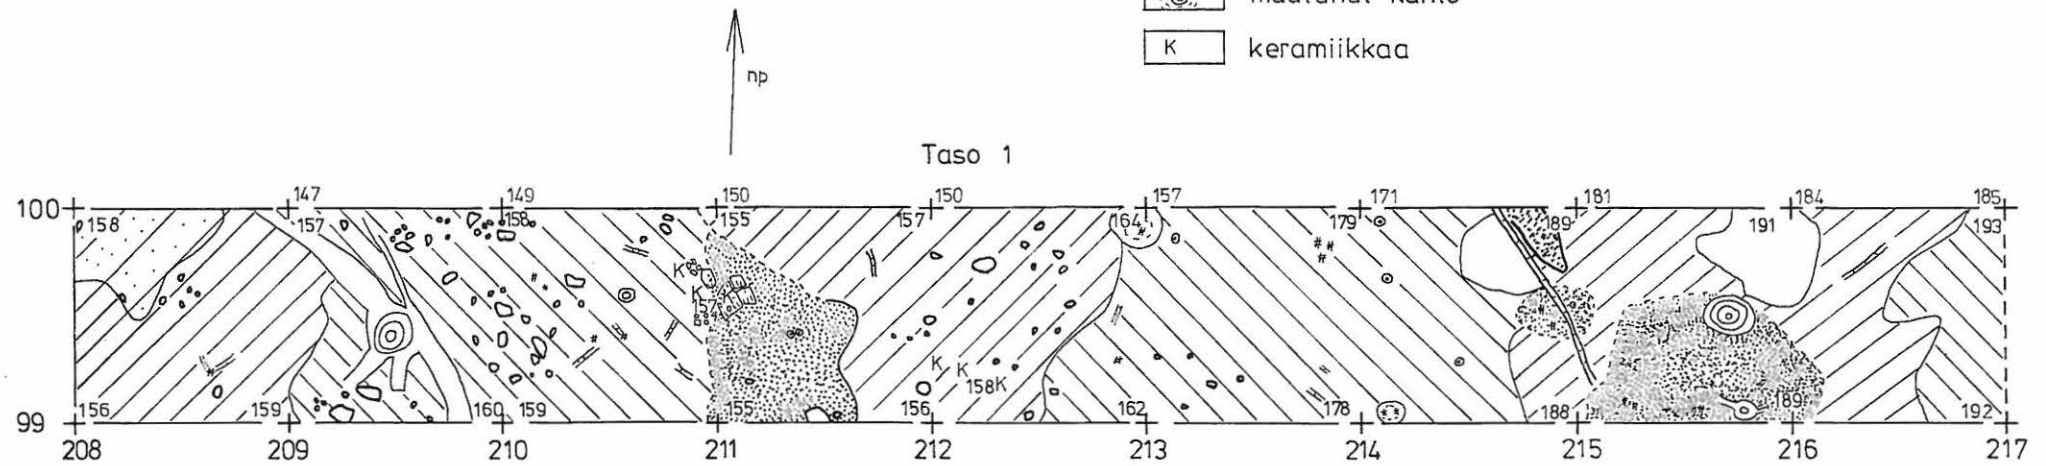 maatunut kanto
K keramiikkaa
np
Taso 1
147 149 150 150 157 171 181 184 185
100 158 157 158 155 157 164 179 189 191 193
K
K
157
K K
158K
99 156 159 160 159 155 156 162 178 188 189 192
208 209 210 211 212 213 214 215 216 217